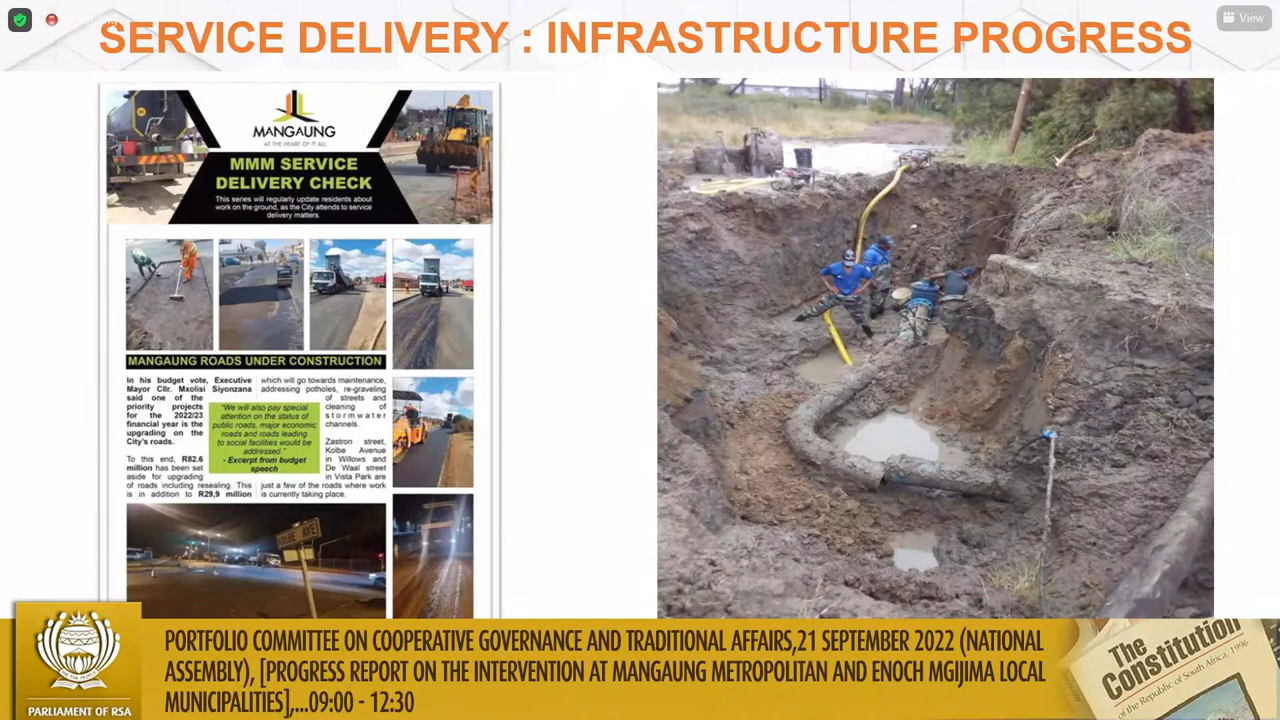 View
SERVICE DELIVERY : INFRASTRUCTURE PROGRESS
MANGAUNG
AT THE HEART OF IT ALL
MMM SERVICE
DELIVERY CHECK
This series will regularly update residents about
work on the ground, as the City attends to service
delivery matters.
MANGAUNG ROADS UNDER CONSTRUCTION
In his budget vote, Executive
Mayor Cllr. Mxolisi Siyonzana
said one of the
priority projects
for the 2022/23
financial year is the
upgrading on the
City's roads.
To this end, R82.6
million has been set
aside for upgrading
of roads including resealing. This
is in addition to R29,9 million
"We will also pay special
attention on the status of
public roads, major economic
roads and roads leading
to social facilities would be
addressed."
- Excerpt from budget
speech
which will go towards maintenance,
addressing potholes, re-graveling
of streets and
cleaning of
stormwater
channels.
Zastron street,
Kolbe Avenue
in Willows and
De Waal street
in Vista Park are
just a few of the roads where work
is currently taking place.
KOLBE AVE
PORTFOLIO COMMITTEE ON COOPERATIVE GOVERNANCE AND TRADITIONAL AFFAIRS,21 SEPTEMBER 2022 (NATIONAL
ASSEMBLY), [PROGRESS REPORT ON THE INTERVENTION AT MANGAUNG METROPOLITAN AND ENOCH MGIJIMA LOCAL
MUNICIPALITIES],...09:00 - 12:30
PARLIAMENT OF RSA
The
Constitution
of the Republic of South Africa, 1996